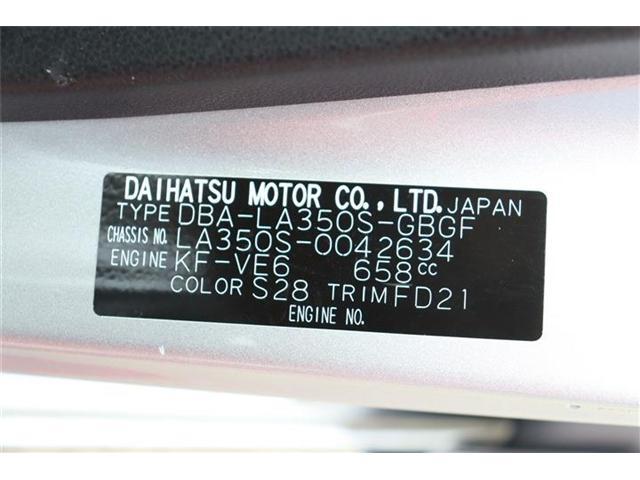 DAIHATSU MOTOR CO., LTD. JAPAN
TYPE DBA-LA350S-GBGF
CHASSIS NO. LA350S-0042634
ENGINE KF-VE6 658cc
COLOR S28 TRIM FD21
ENGINE NO.